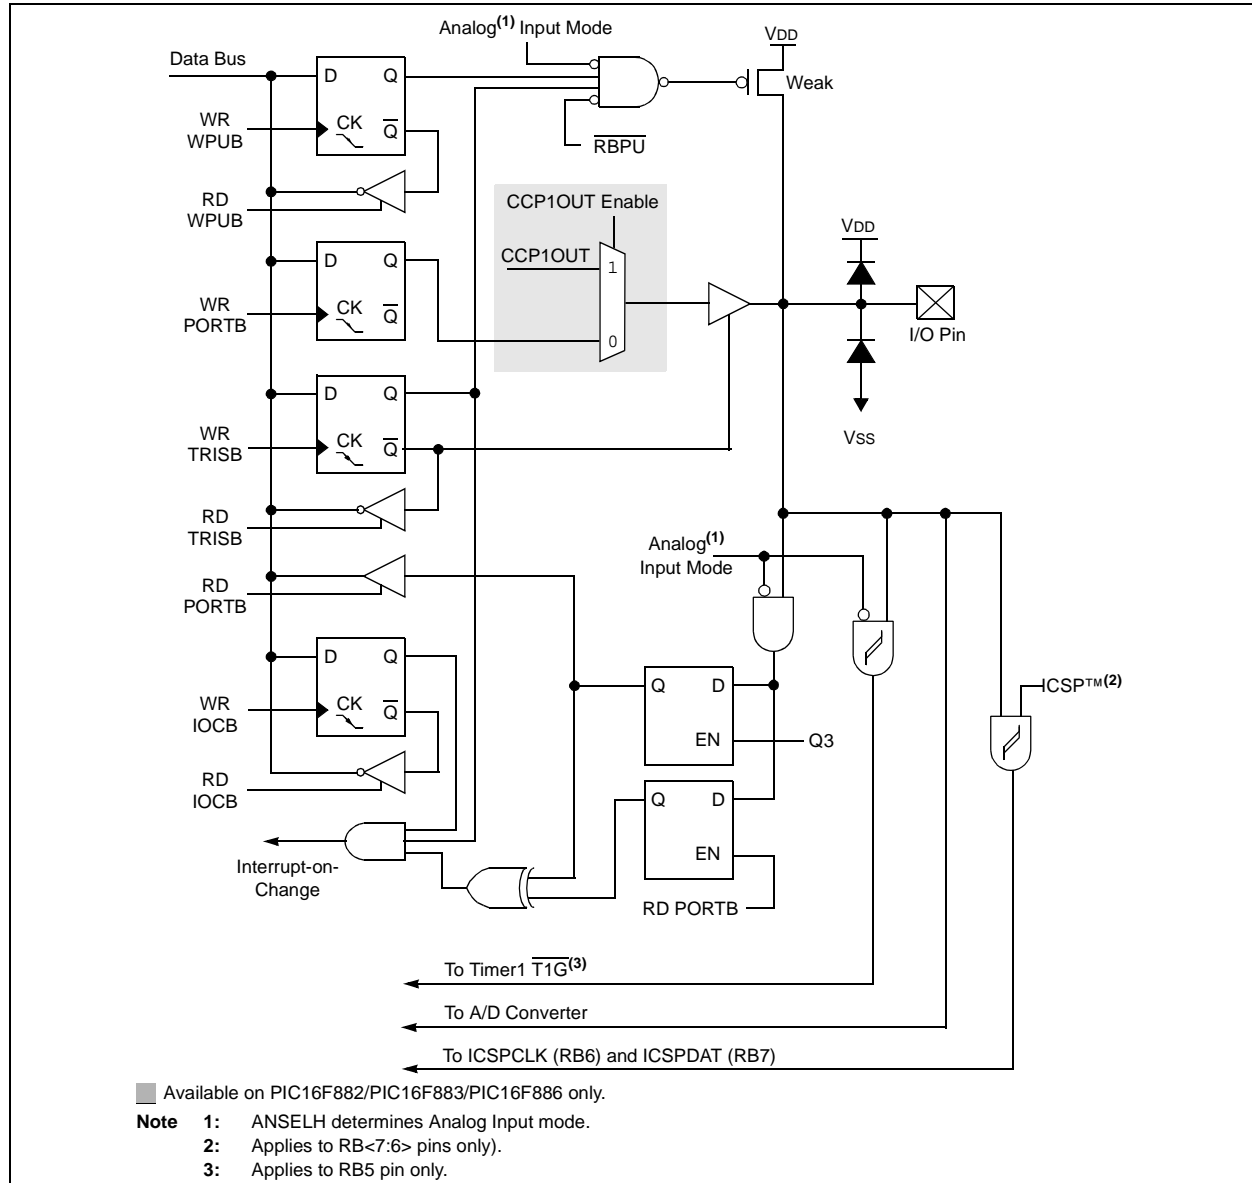 Analog(1) Input Mode
VDD
Data Bus
Weak
D Q
CK Q
WR
WPUB
RBPU
RD
WPUB
CCP1OUT Enable
CCP1OUT
1
0
VDD
I/O Pin
VSS
D Q
CK Q
WR
PORTB
D Q
CK Q
WR
TRISB
RD
TRISB
Analog(1)
Input Mode
RD
PORTB
D Q
CK Q
WR
IOCB
RD
IOCB
Q D
EN
Q3
ICSP™(2)
Q D
EN
RD PORTB
Interrupt-on-
Change
To Timer1 T1G(3)
To A/D Converter
To ICSPCLK (RB6) and ICSPDAT (RB7)
Available on PIC16F882/PIC16F883/PIC16F886 only.
Note 1: ANSELH determines Analog Input mode.
2: Applies to RB<7:6> pins only).
3: Applies to RB5 pin only.